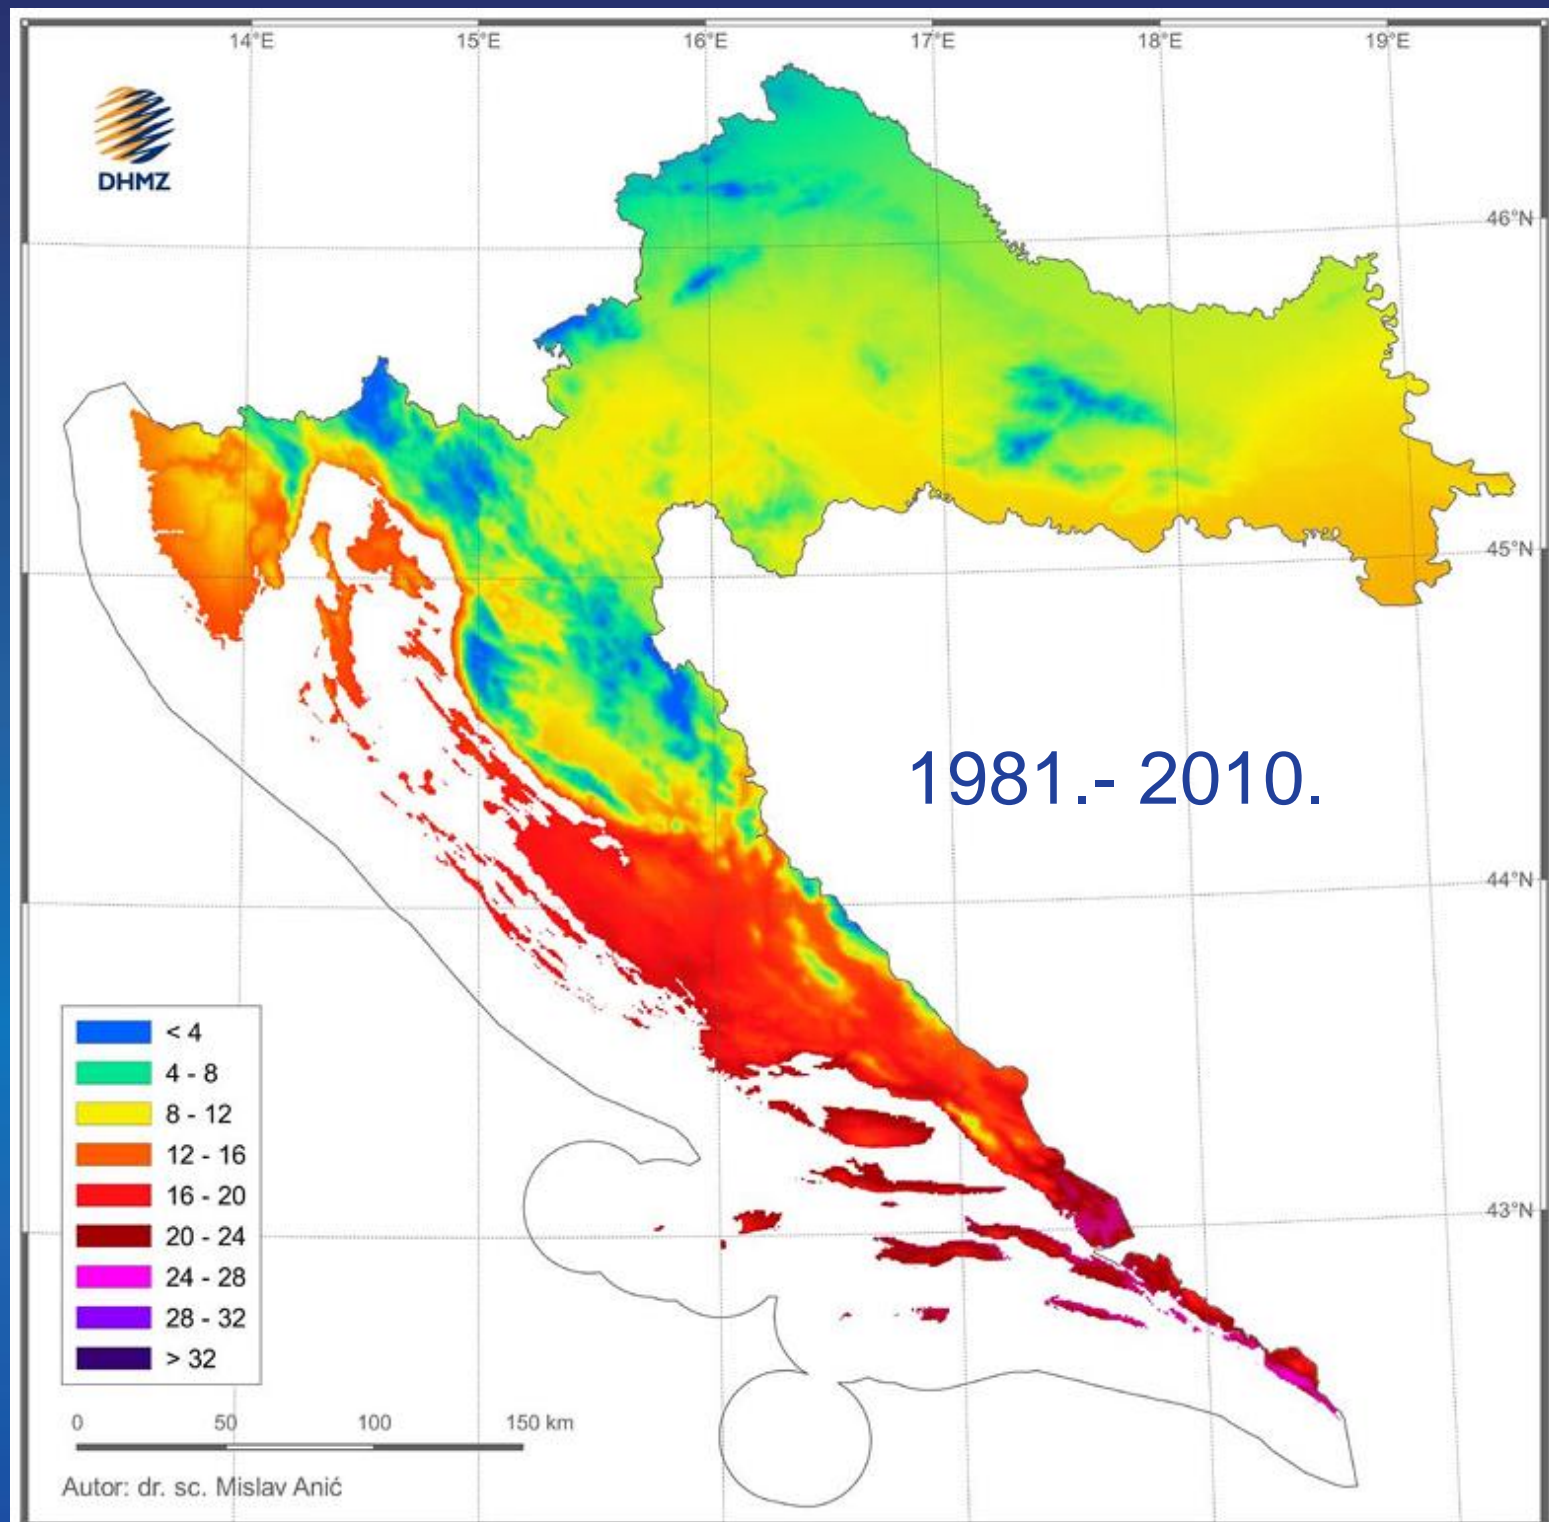 14°E 15°E 16°E 17°E 18°E 19°E
DHMZ
46°N
45°N
1981.- 2010.
44°N
43°N
< 4
4 - 8
8 - 12
12 - 16
16 - 20
20 - 24
24 - 28
28 - 32
> 32
0 50 100 150 km
Autor: dr. sc. Mislav Anić